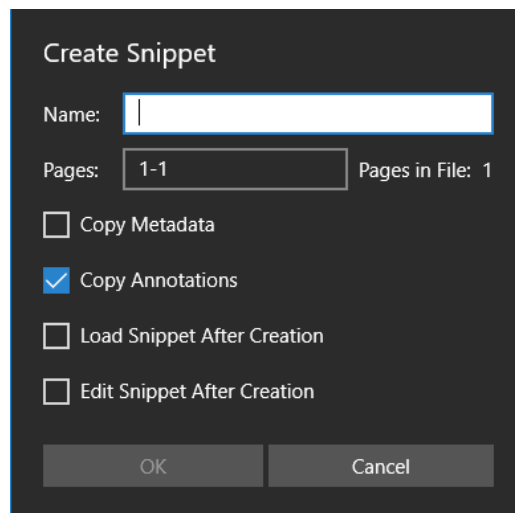 Create Snippet
Name:
Pages: 1-1 Pages in File: 1
Copy Metadata
Copy Annotations
Load Snippet After Creation
Edit Snippet After Creation
OK Cancel